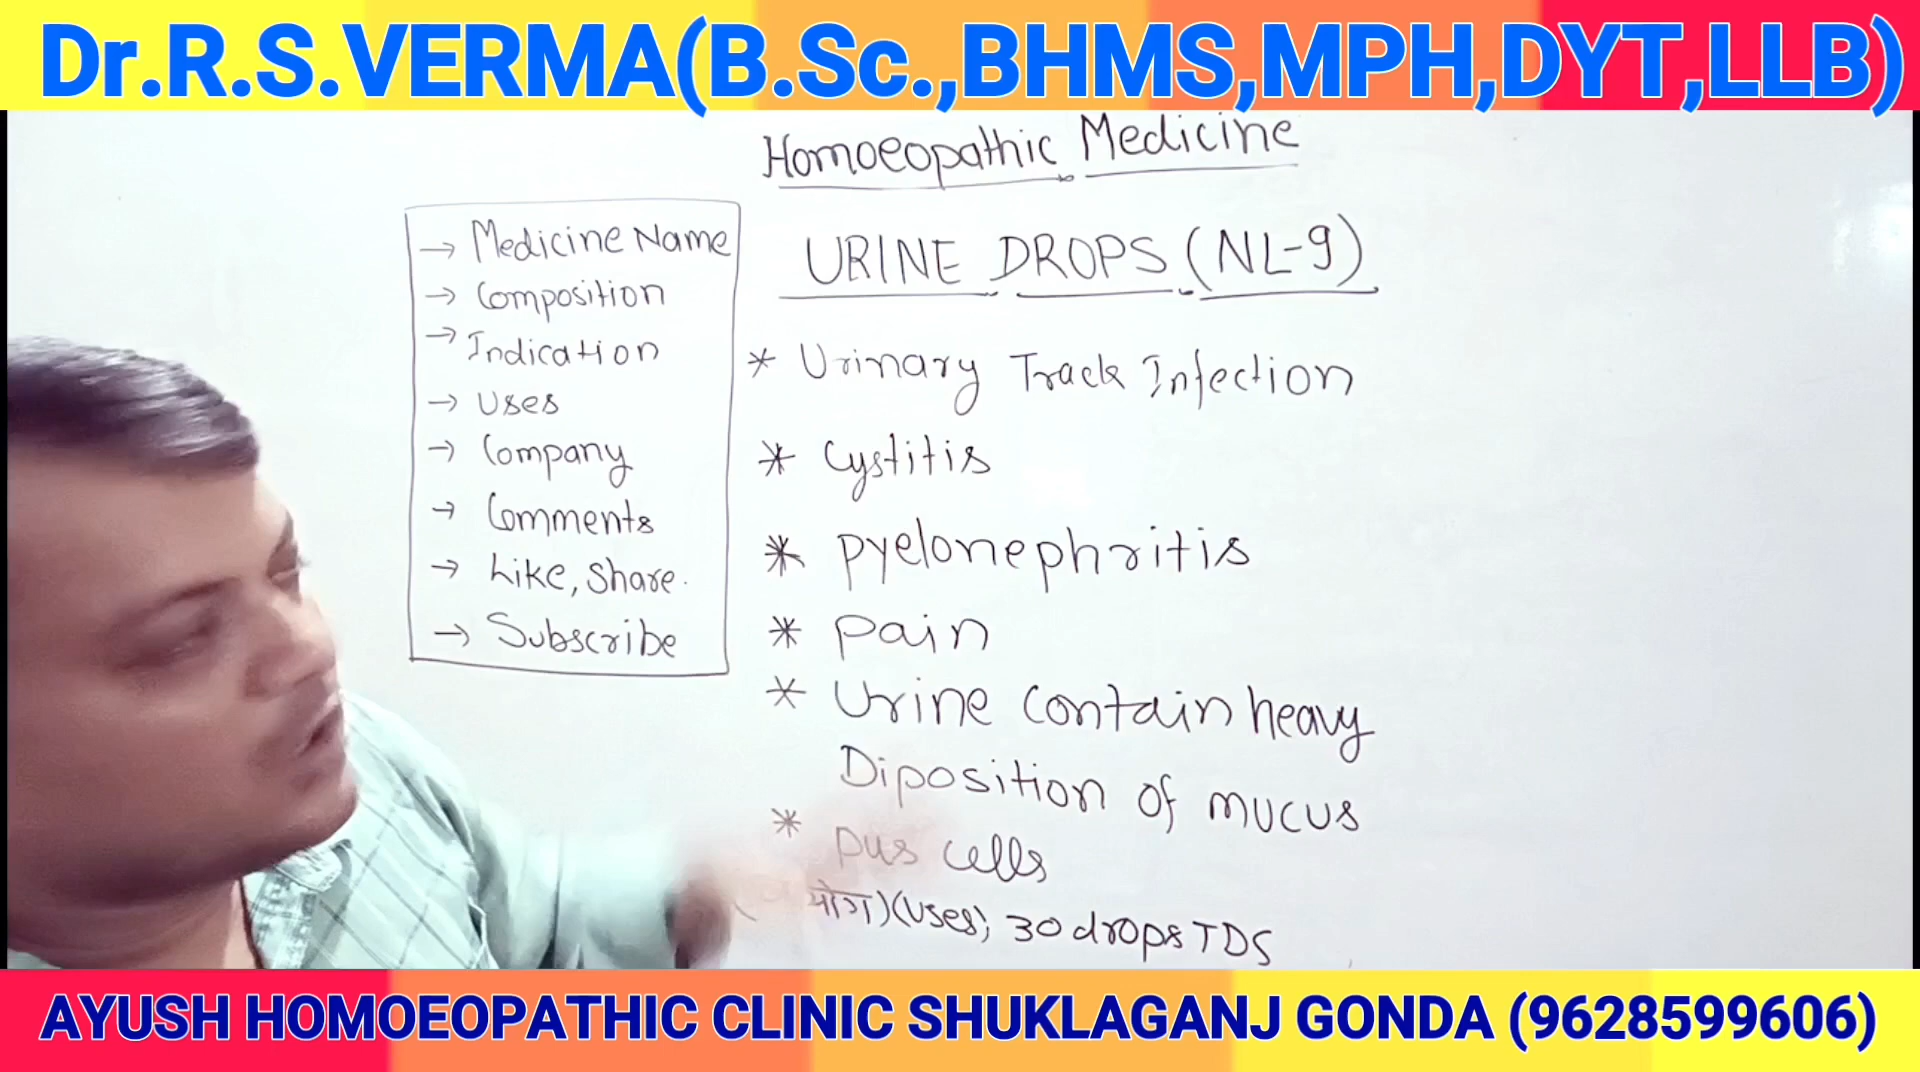 Dr.R.S.VERMA(B.Sc.,BHMS,MPH,DYT,LLB)
Homoeopathic Medicine
→ Medicine Name
→ Composition
→ Indication
→ Uses
→ Company
→ Comments
→ Like, Share.
→ Subscribe
URINE DROPS (NL-9)
* Urinary Track Infection
* Cystitis
* Pyelonephritis
* Pain
* Urine contain heavy
Diposition of mucus
* Pus cells
(Uses); 30 drops TDS
AYUSH HOMOEOPATHIC CLINIC SHUKLAGANJ GONDA (9628599606)